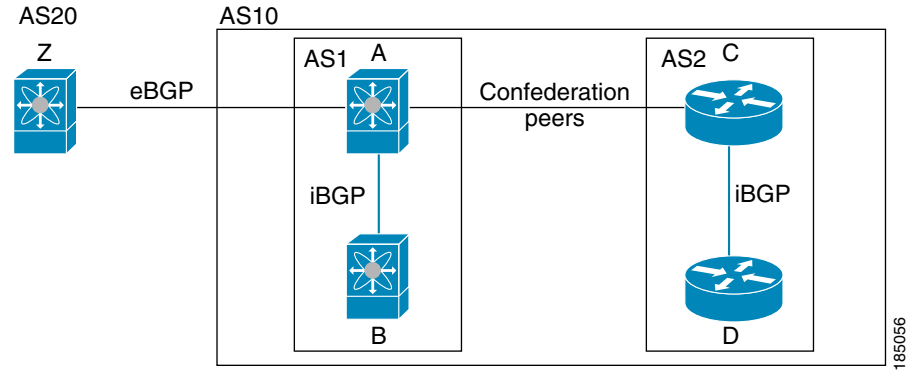 AS20
AS10
Z
AS1
A
AS2
C
eBGP
Confederation
peers
iBGP
iBGP
B
D
185056